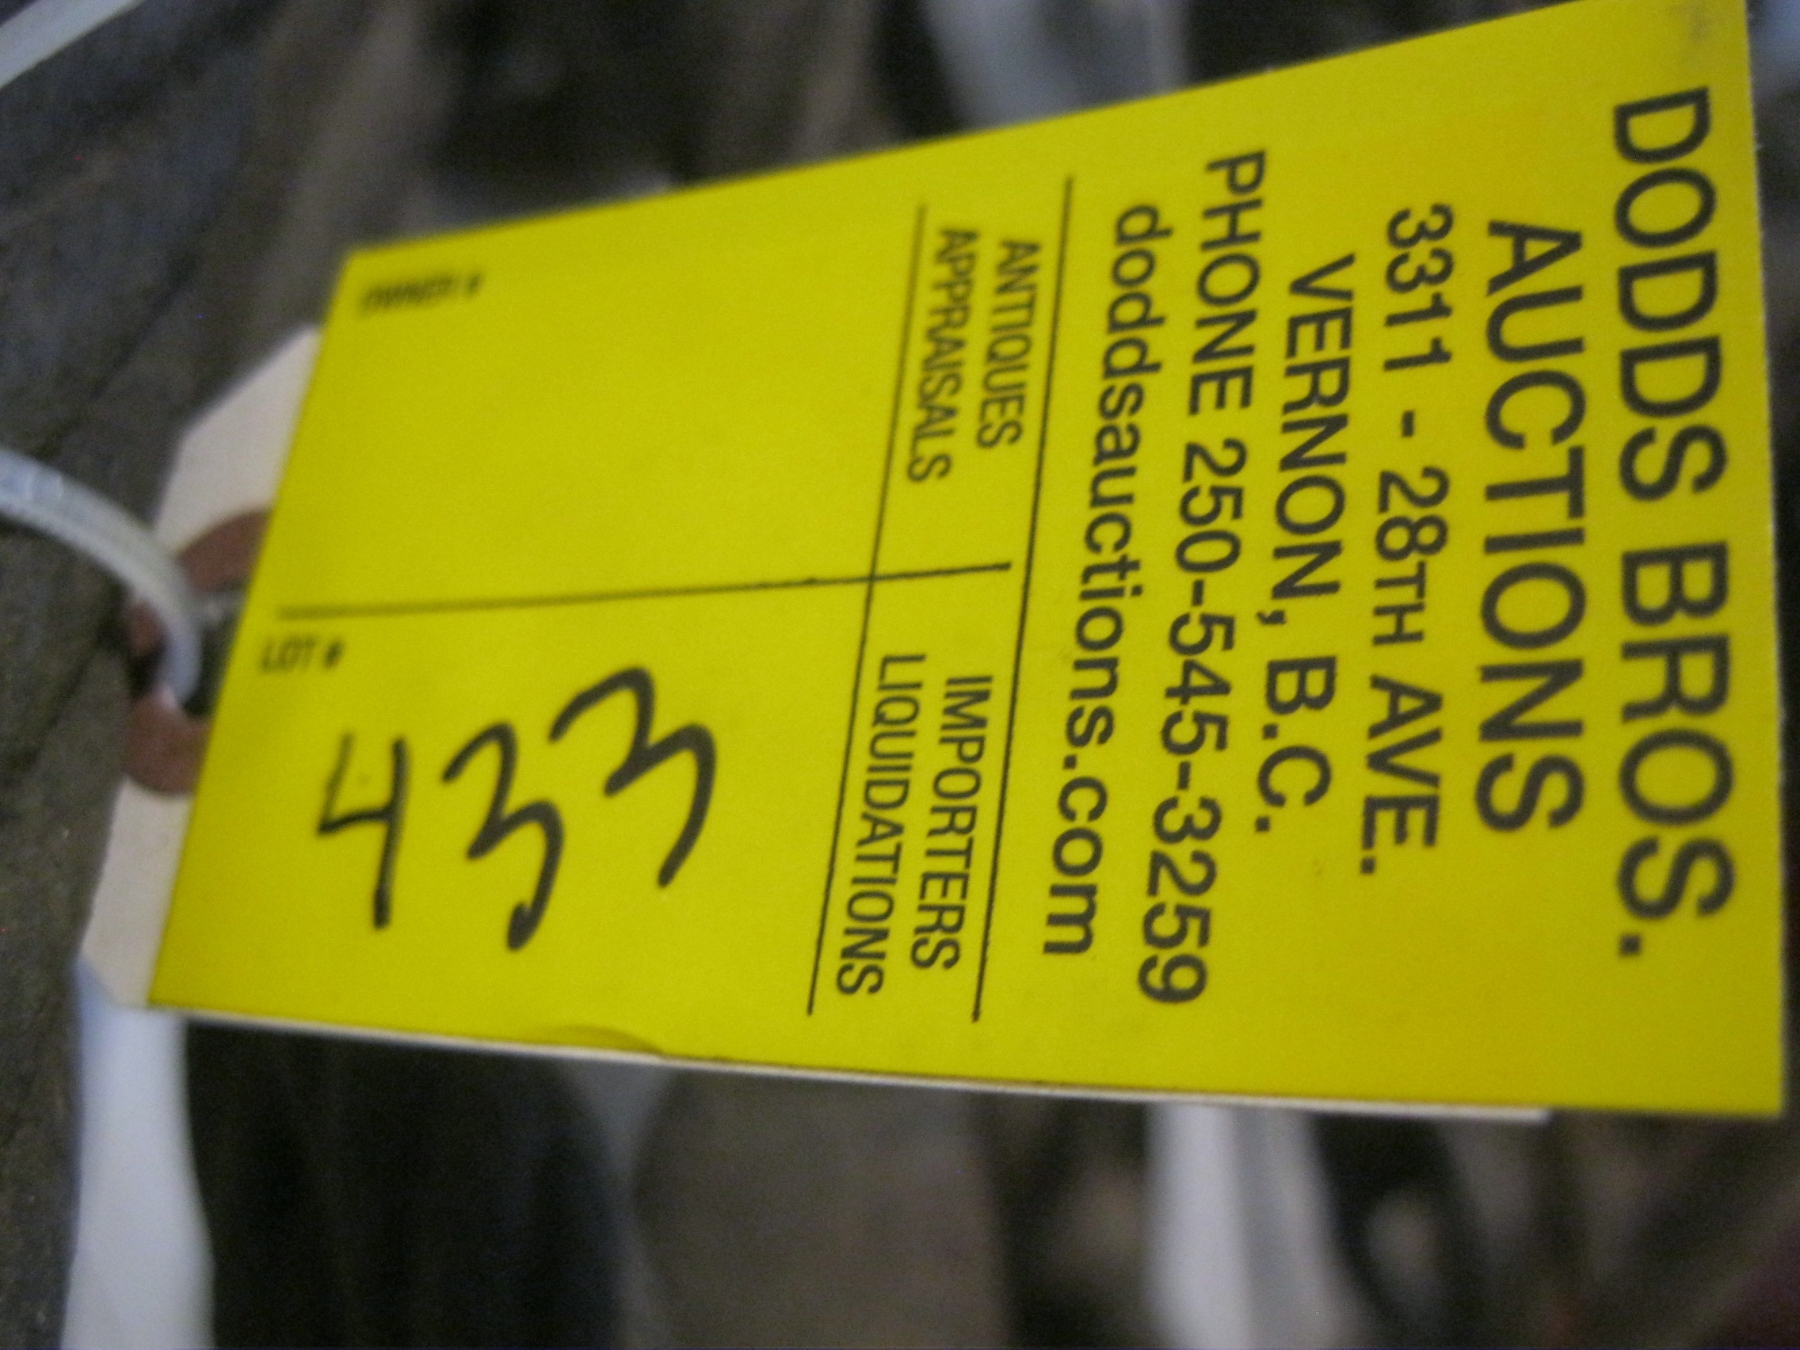 DODDS BROS.
AUCTIONS
3311 - 28TH AVE.
VERNON, B.C.
PHONE 250-545-3259
doddsauctions.com
ANTIQUES
APPRAISALS
IMPORTERS
LIQUIDATIONS
OWNER #
LOT #
433